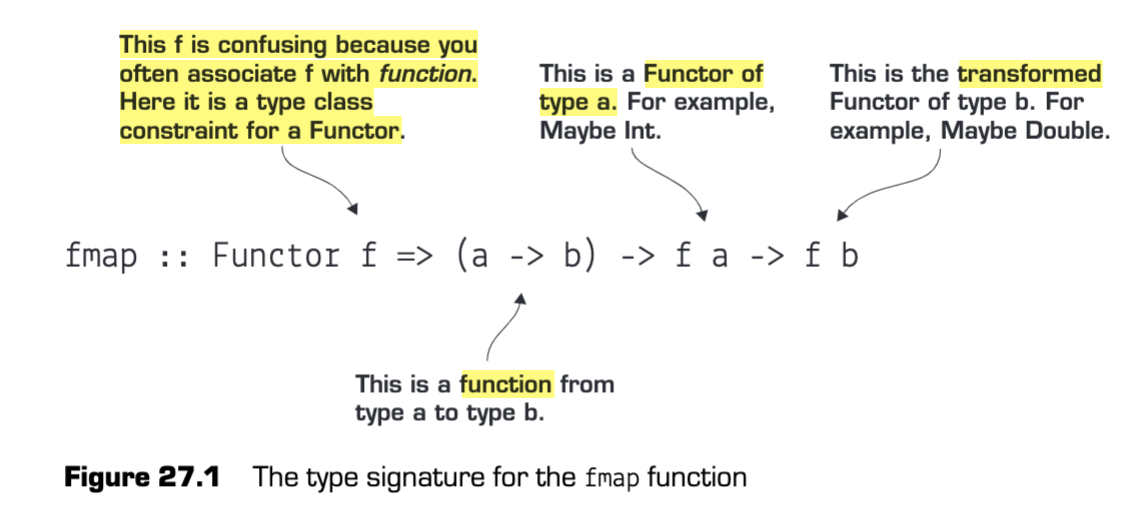 This f is confusing because you
often associate f with function.
Here it is a type class
constraint for a Functor.
This is a Functor of
type a. For example,
Maybe Int.
This is the transformed
Functor of type b. For
example, Maybe Double.
fmap :: Functor f => (a -> b) -> f a -> f b
This is a function from
type a to type b.
Figure 27.1 The type signature for the fmap function